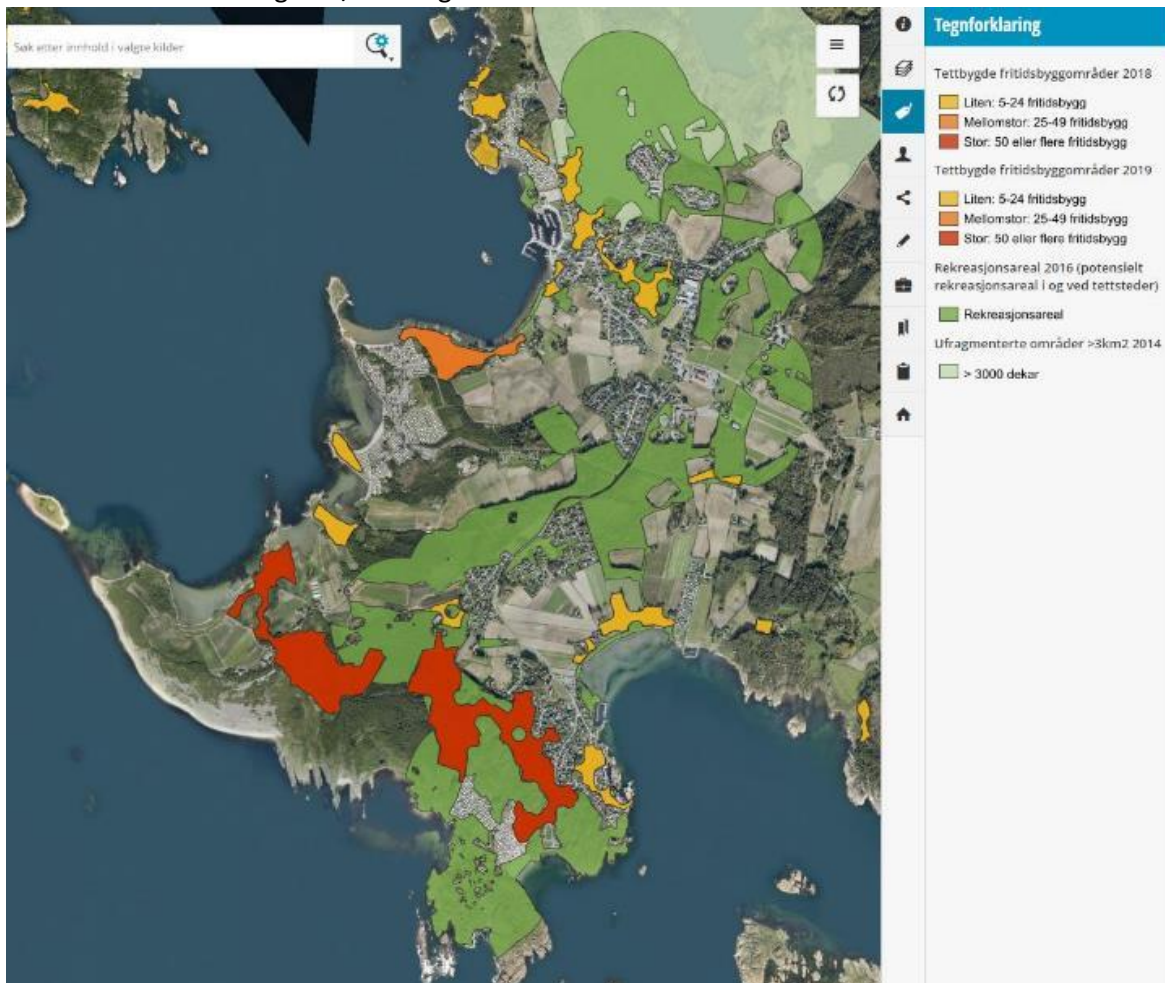 Søk etter innhold i valgte kilder
Tegnforklaring
Tettbygde fritidsbyggområder 2018
Liten: 5-24 fritidsbygg
Mellomstor: 25-49 fritidsbygg
Stor: 50 eller flere fritidsbygg
Tettbygde fritidsbyggområder 2019
Liten: 5-24 fritidsbygg
Mellomstor: 25-49 fritidsbygg
Stor: 50 eller flere fritidsbygg
Rekreasjonsareal 2016 (potensielt
rekreasjonsareal i og ved tettsteder)
Rekreasjonsareal
Ufragmenterte områder >3km2 2014
> 3000 dekar